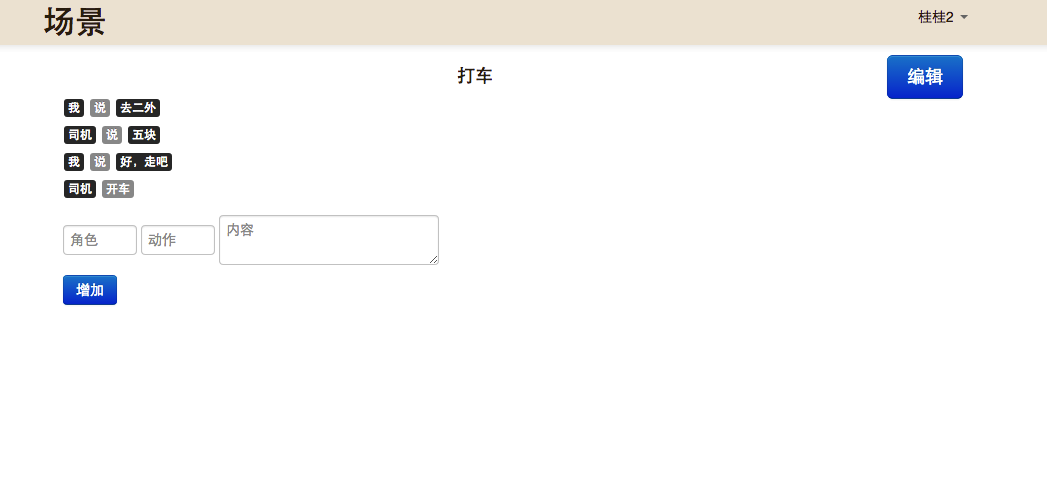 场景
桂桂2
打车
编辑
我 说 去二外
司机 说 五块
我 说 好，走吧
司机 开车
角色 动作 内容
增加